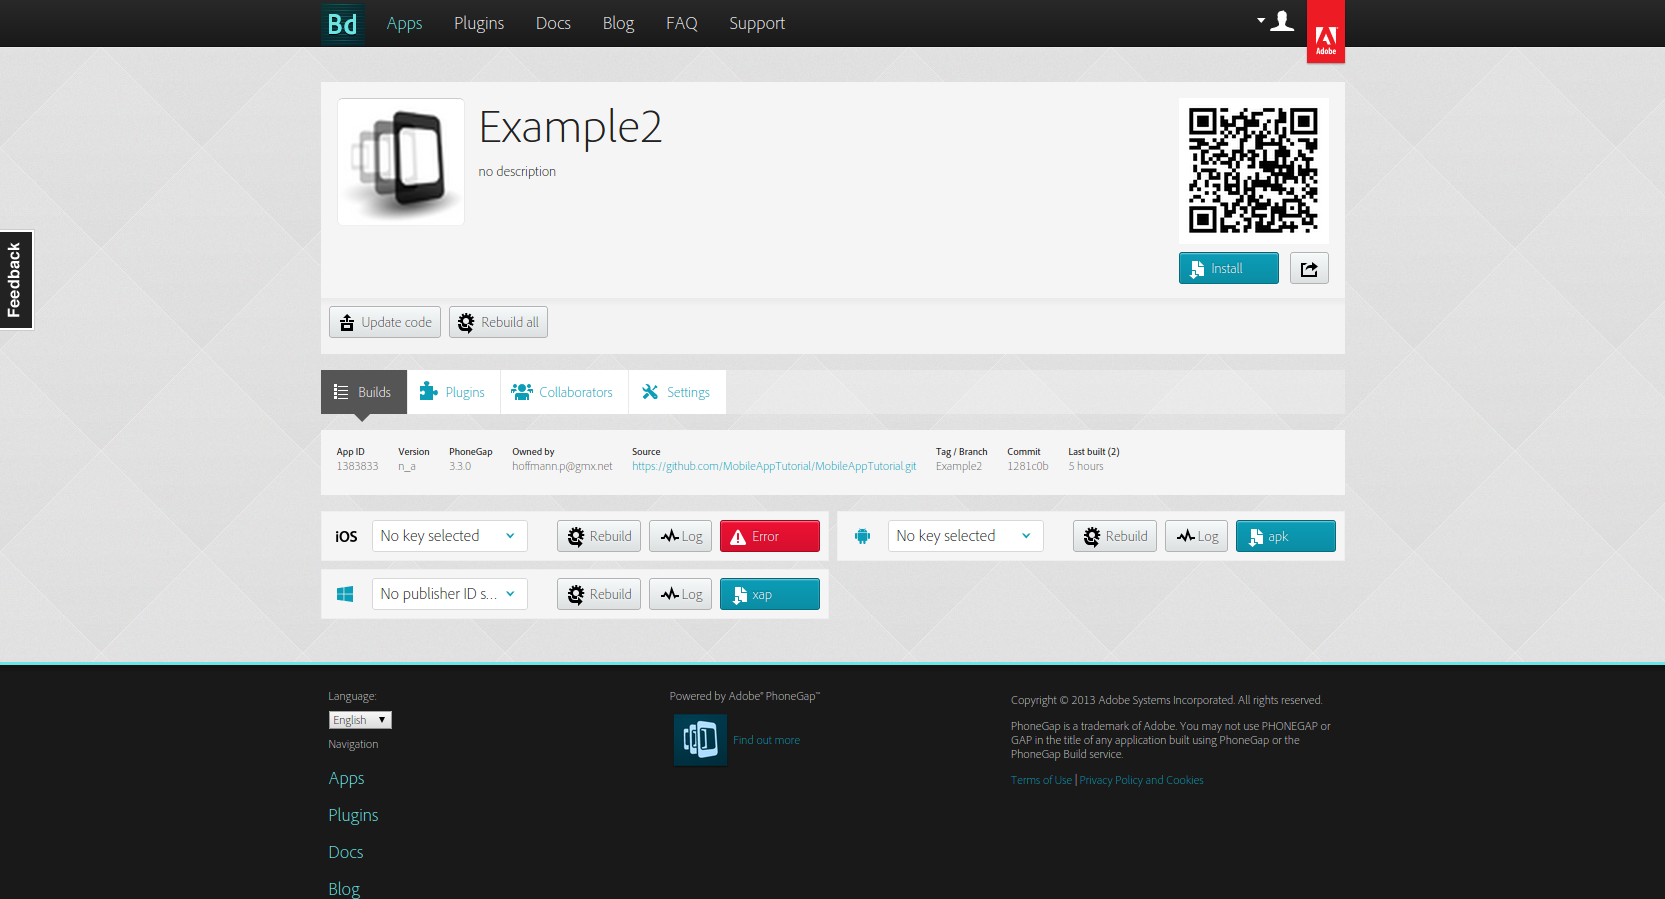 Bd Apps Plugins Docs Blog FAQ Support
Adobe
Example2
no description
Feedback
Install
Update code Rebuild all
Builds Plugins Collaborators Settings
App ID Version PhoneGap Owned by Source Tag / Branch Commit Last built (2)
1383833 n_a 3.3.0 hoffmann.p@gmx.net https://github.com/MobileAppTutorial/MobileAppTutorial.git Example2 1281c0b 5 hours
iOS No key selected Rebuild Log Error No key selected Rebuild Log apk
No publisher ID s... Rebuild Log xap
Language:
English
Navigation
Apps
Plugins
Docs
Blog
Powered by Adobe® PhoneGap™
Find out more
Copyright © 2013 Adobe Systems Incorporated. All rights reserved.
PhoneGap is a trademark of Adobe. You may not use PHONEGAP or
GAP in the title of any application built using PhoneGap or the
PhoneGap Build service.
Terms of Use | Privacy Policy and Cookies